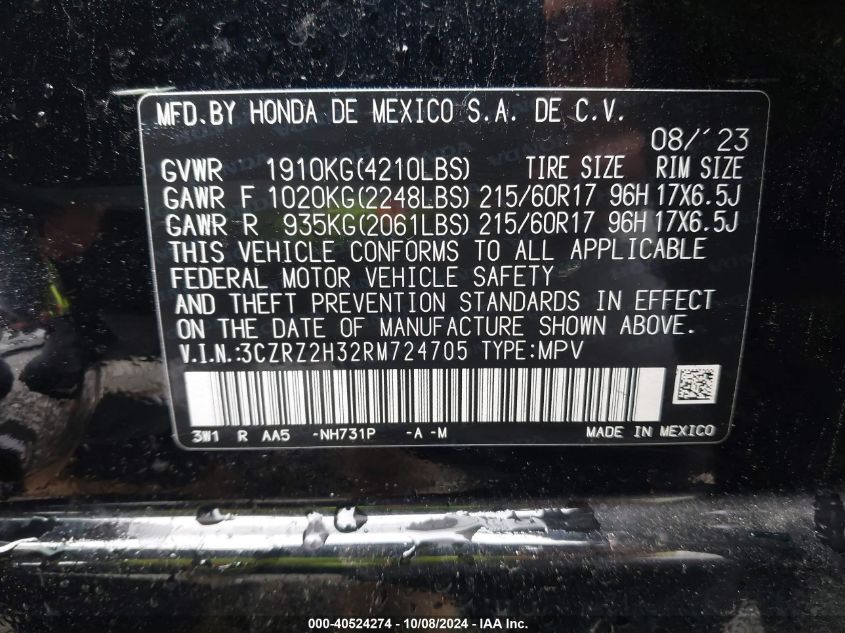 MFD.BY HONDA DE MEXICO S.A. DE C.V.
08/'23
GVWR 1910KG(4210LBS) TIRE SIZE RIM SIZE
GAWR F 1020KG(2248LBS) 215/60R17 96H 17X6.5J
GAWR R 935KG(2061LBS) 215/60R17 96H 17X6.5J
THIS VEHICLE CONFORMS TO ALL APPLICABLE
FEDERAL MOTOR VEHICLE SAFETY
AND THEFT PREVENTION STANDARDS IN EFFECT
ON THE DATE OF MANUFACTURE SHOWN ABOVE.
V.I.N.:3CZRZ2H32RM724705 TYPE:MPV
3W1 R AA5 -NH731P -A -M MADE IN MEXICO
000-40524274 - 10/08/2024 - IAA Inc.